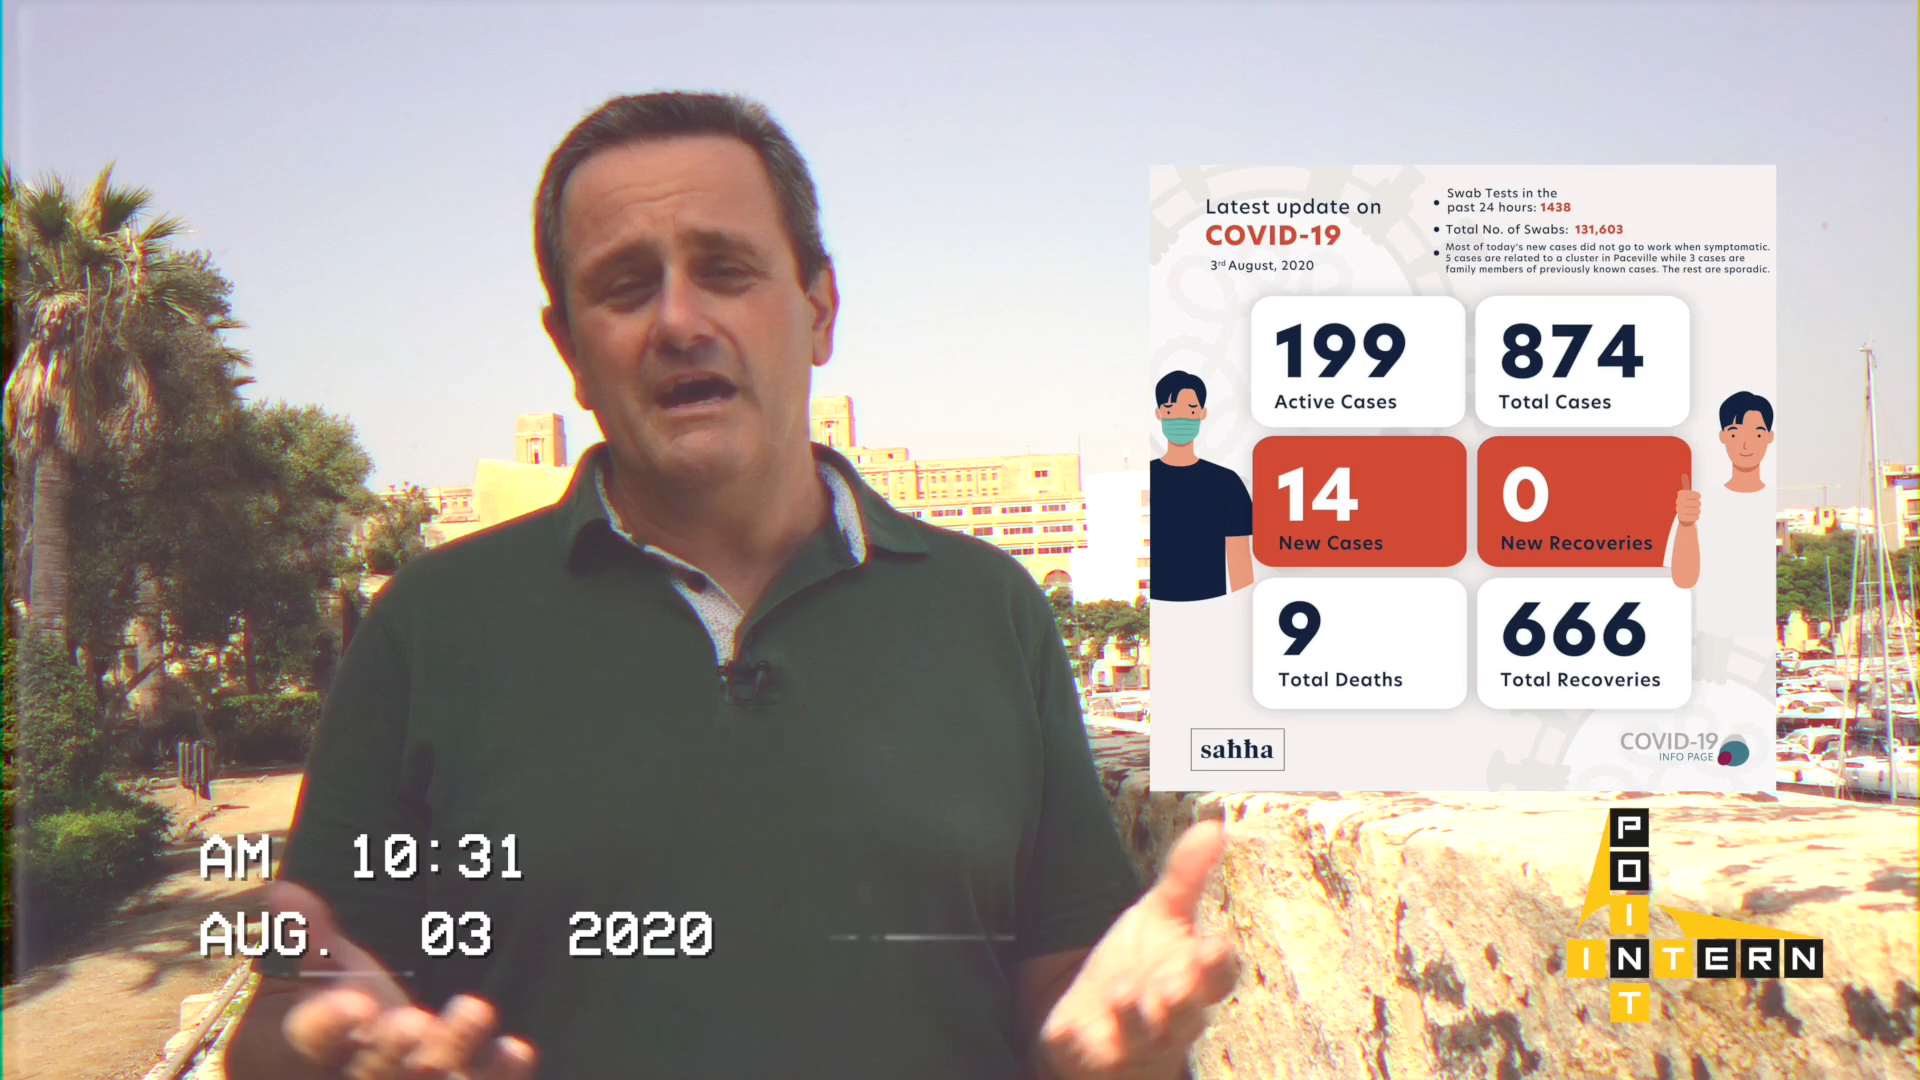 Latest update on
COVID-19
3rd August, 2020
• Swab Tests in the
past 24 hours: 1438
• Total No. of Swabs: 131,603
• Most of today's new cases did not go to work when symptomatic.
5 cases are related to a cluster in Paceville while 3 cases are
family members of previously known cases. The rest are sporadic.
199
Active Cases
874
Total Cases
14
New Cases
0
New Recoveries
9
Total Deaths
666
Total Recoveries
saħħa
COVID-19
INFO PAGE
AM 10:31
AUG. 03 2020
POINT
INTERN